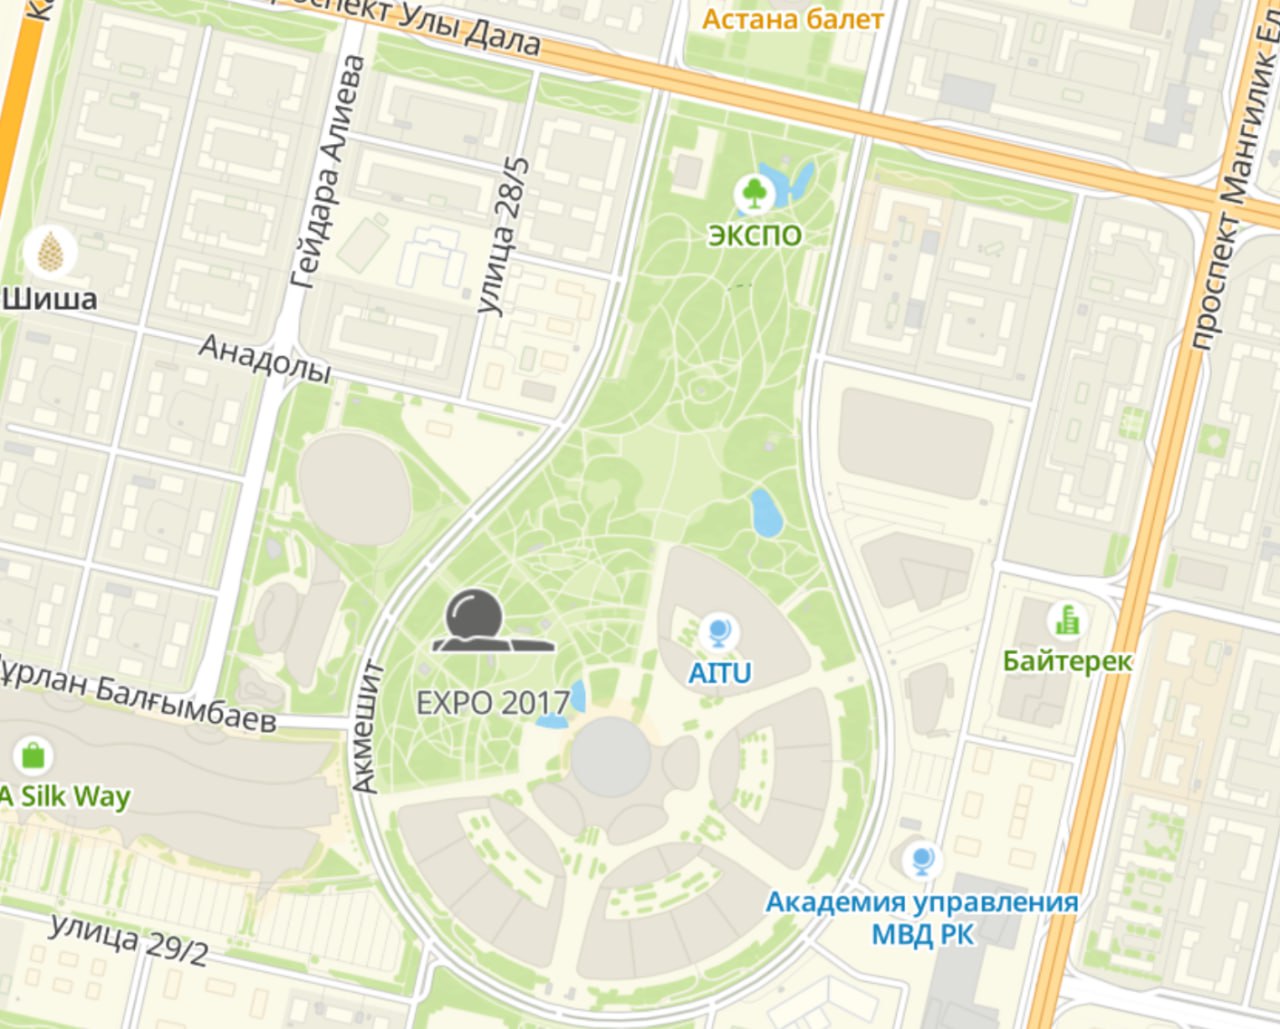 Астана балет
проспект Улы Дала
Гейдара Алиева
улица 28/5
проспект Мангилик Ел
ЭКСПО
Шиша
Анадолы
AITU
Байтерек
EXPO 2017
Акмешит
ұрлан Балғымбаев
A Silk Way
Академия управления
МВД РК
улица 29/2